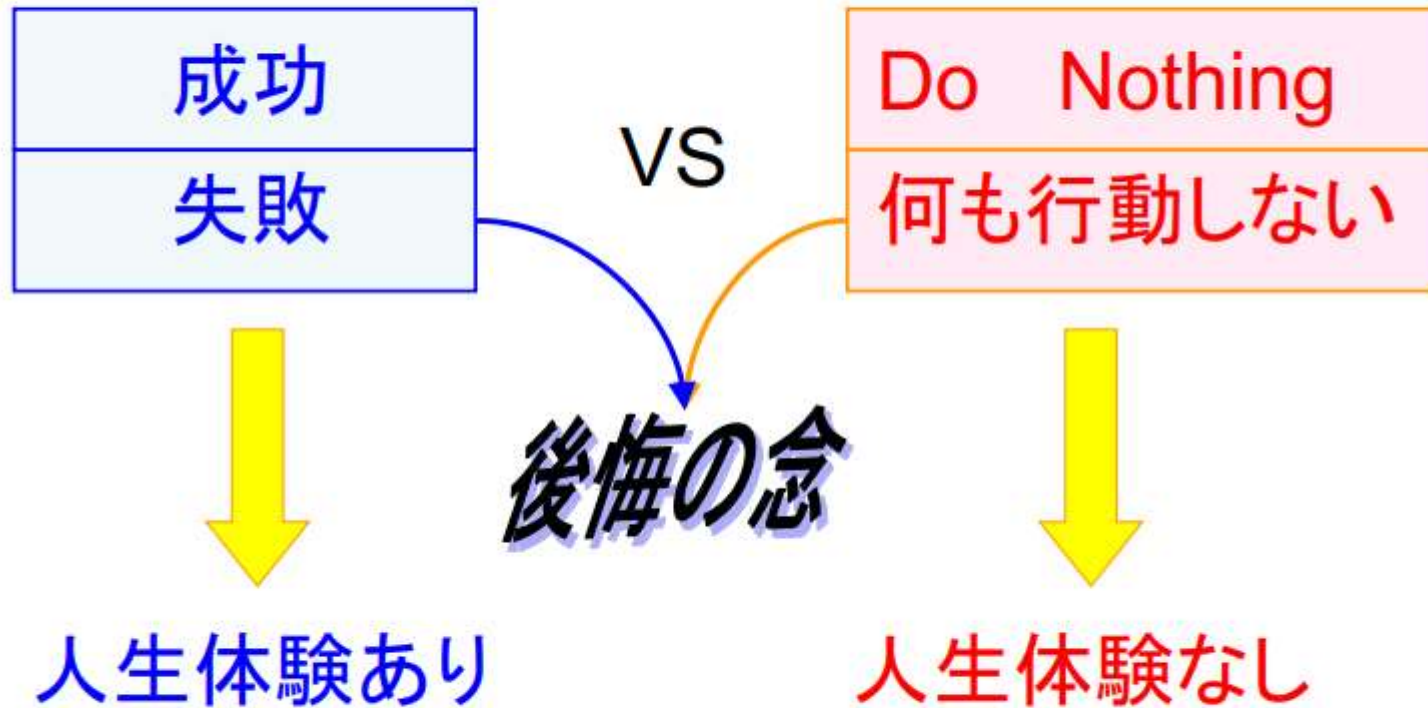 成功
失敗
VS
Do Nothing
何も行動しない
後悔の念
人生体験あり
人生体験なし